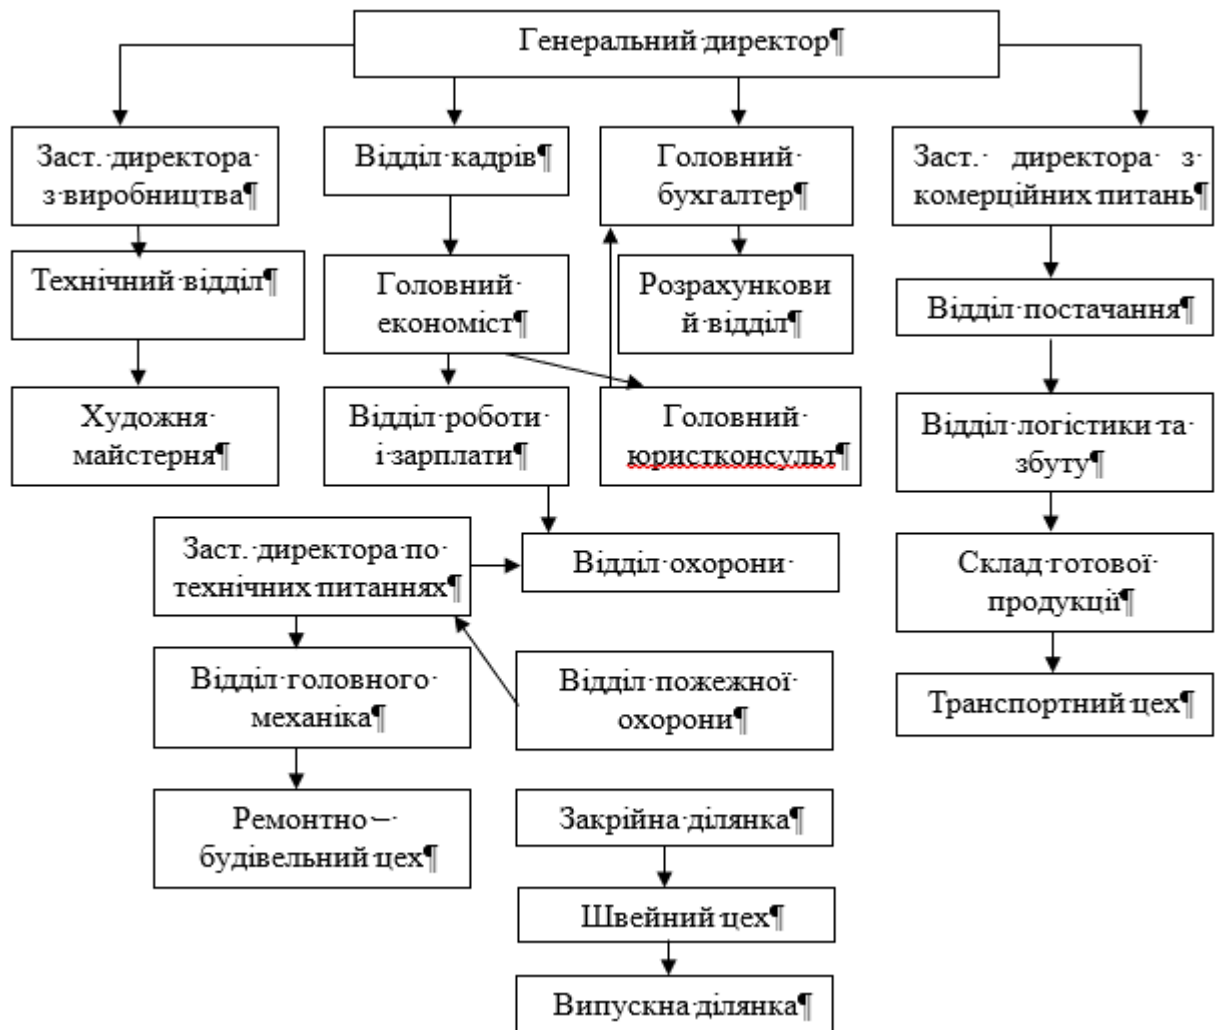 Генеральний·директор¶
Заст.·директора·
з·виробництва¶
Відділ·кадрів¶
Головний·
бухгалтер¶
Заст.· директора· з·
комерційних·питань¶
Технічний·відділ¶
Головний·
економіст¶
Розрахункови
й·відділ¶
Відділ·постачання¶
Художня·
майстерня¶
Відділ·роботи·
і·зарплати¶
Головний·
юристконсульт¶
Відділ·логістики·та·
збуту¶
Заст.·директора·по·
технічних·питаннях¶
Відділ·охорони·
Склад·готової·
продукції¶
Відділ·головного·
механіка¶
Відділ·пожежної·
охорони¶
Транспортний·цех¶
Ремонтно·–·
будівельний·цех¶
Закрійна·ділянка¶
Швейний·цех¶
Випускна·ділянка¶